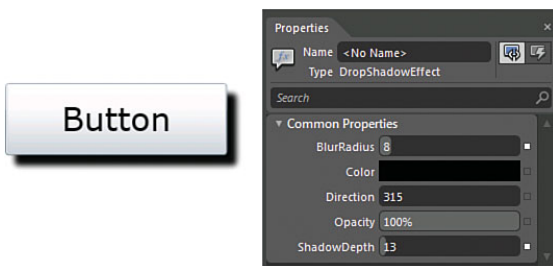 Button
Properties
Name <No Name>
Type DropShadowEffect
Search
Common Properties
BlurRadius 8
Color
Direction 315
Opacity 100%
ShadowDepth 13